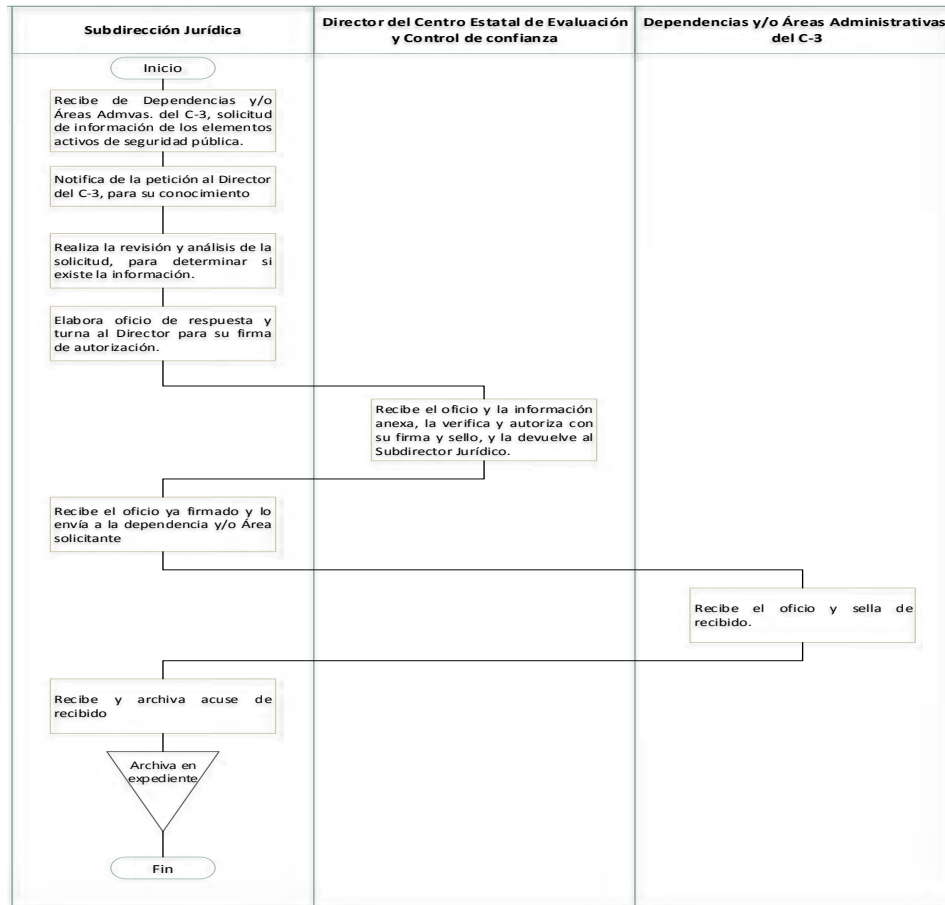 Subdirección Jurídica
Director del Centro Estatal de Evaluación
y Control de confianza
Dependencias y/o Áreas Administrativas
del C-3
Inicio
Recibe de Dependencias y/o
Áreas Admvas. del C-3, solicitud
de información de los elementos
activos de seguridad pública.
Notifica de la petición al Director
del C-3, para su conocimiento
Realiza la revisión y análisis de la
solicitud, para determinar si
existe la información.
Elabora oficio de respuesta y
turna al Director para su firma
de autorización.
Recibe el oficio y la información
anexa, la verifica y autoriza con
su firma y sello, y la devuelve al
Subdirector Jurídico.
Recibe el oficio ya firmado y lo
envía a la dependencia y/o Área
solicitante
Recibe el oficio y sella de
recibido.
Recibe y archiva acuse de
recibido
Archiva en
expediente
Fin